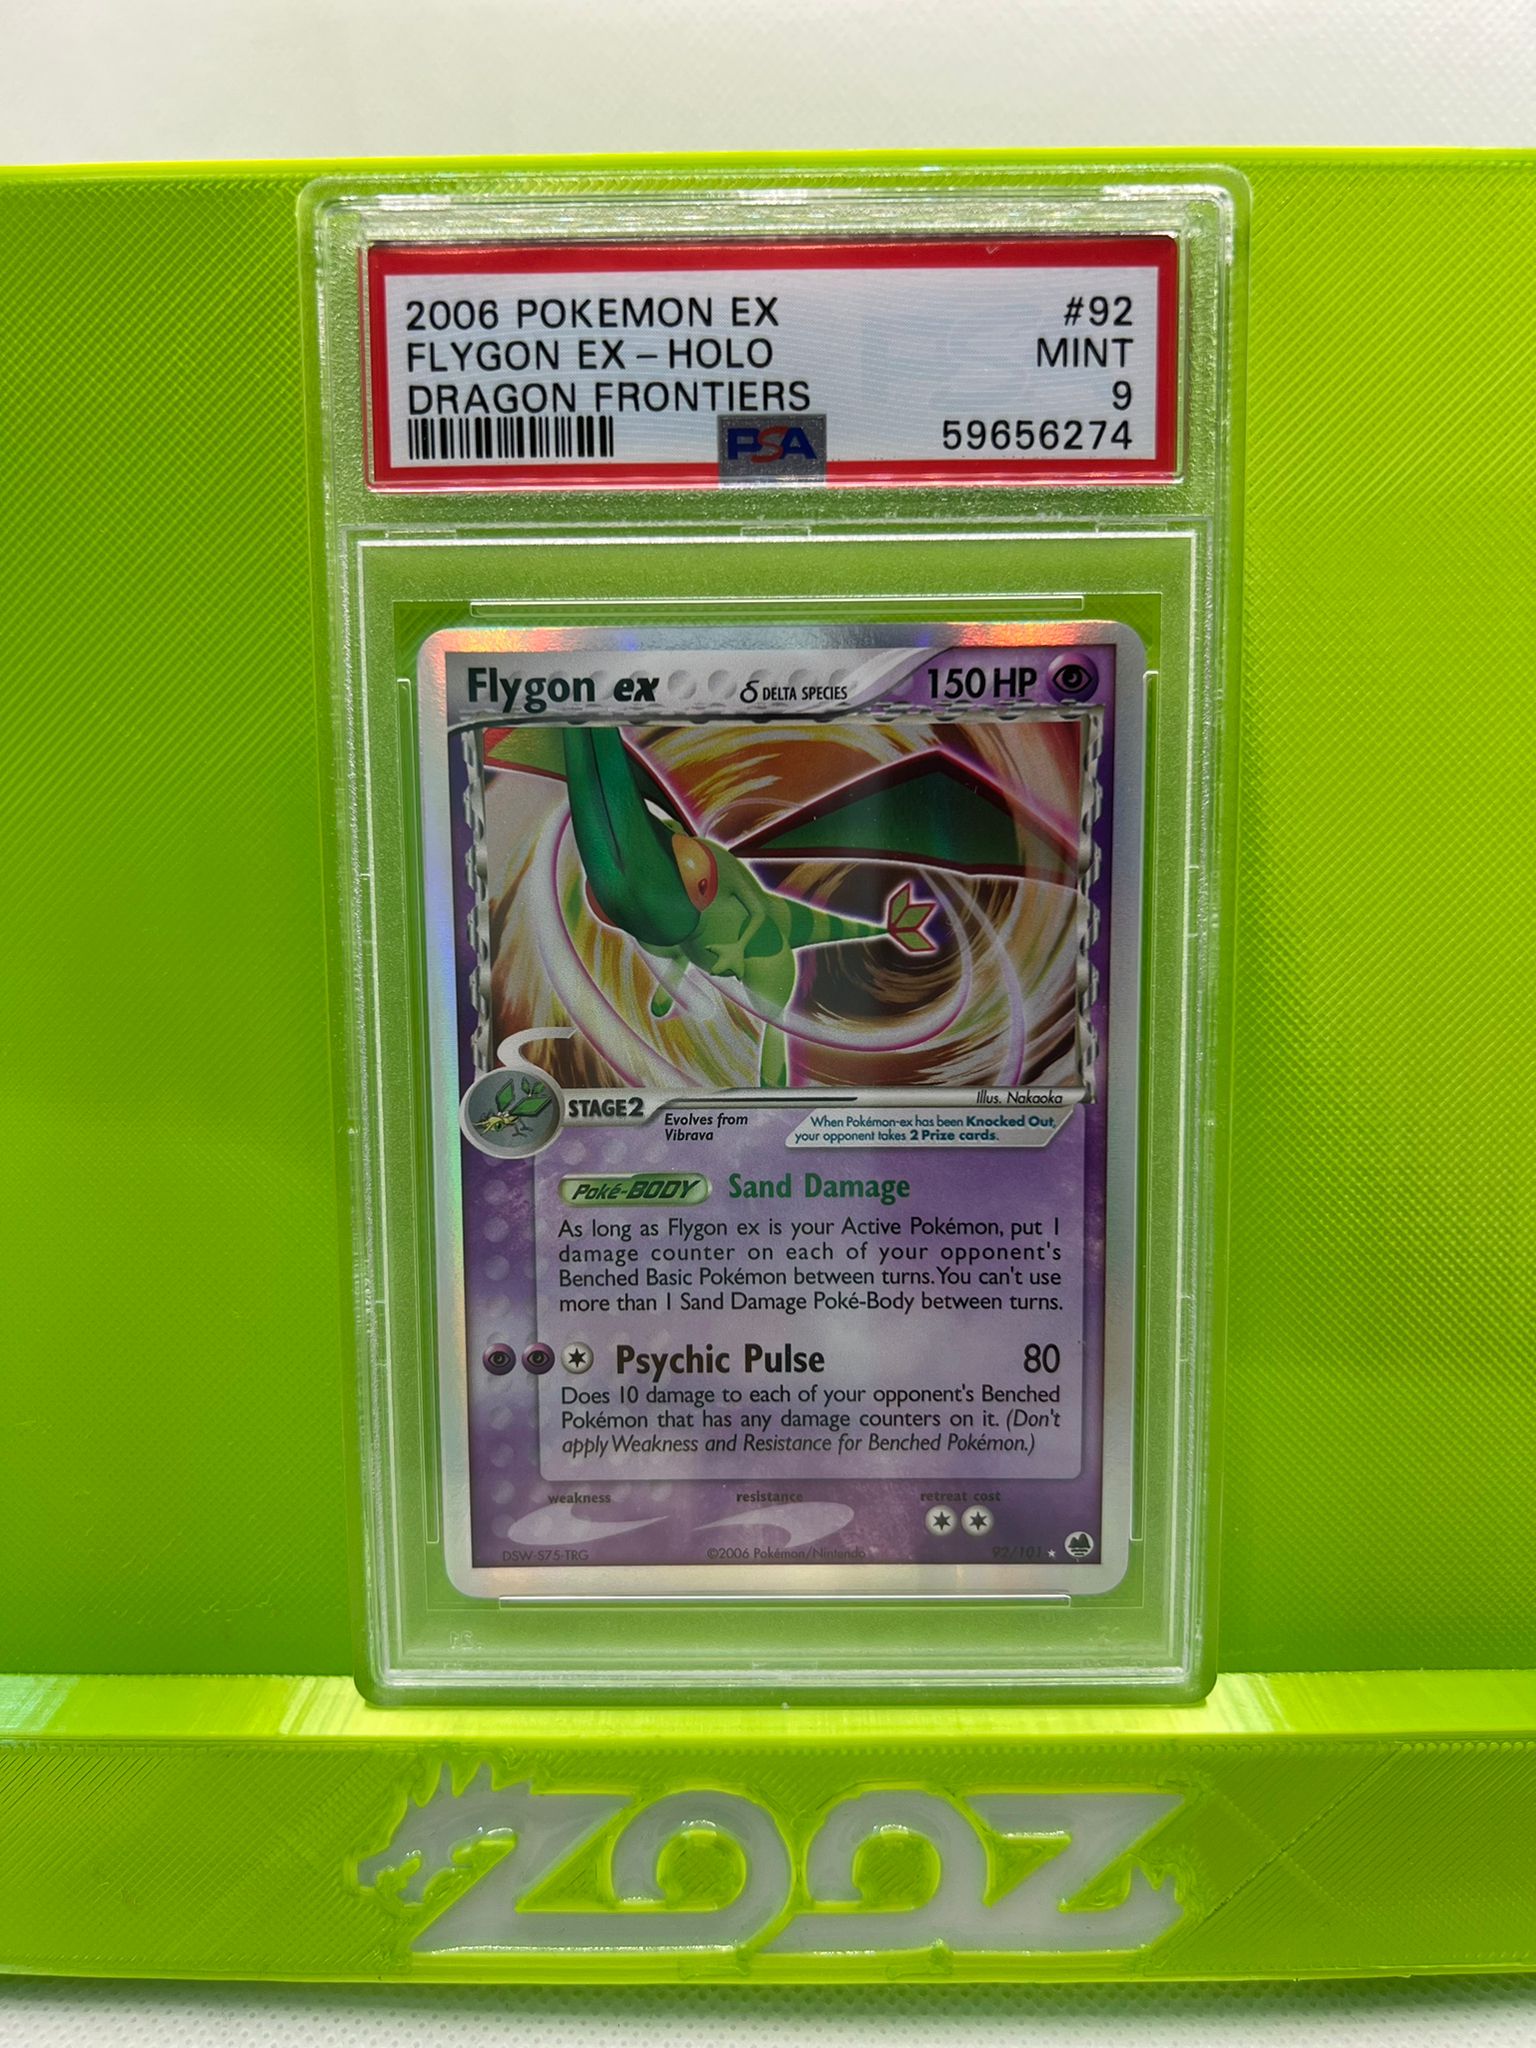 2006 POKEMON EX #92
FLYGON EX - HOLO MINT
DRAGON FRONTIERS 9
PSA 59656274
Flygon ex δ DELTA SPECIES 150 HP
Illus. Nakaoka
STAGE 2 Evolves from
Vibrava
When Pokémon-ex has been Knocked Out,
your opponent takes 2 Prize cards.
Poké-BODY Sand Damage
As long as Flygon ex is your Active Pokémon, put 1
damage counter on each of your opponent's
Benched Basic Pokémon between turns. You can't use
more than 1 Sand Damage Poké-Body between turns.
Psychic Pulse 80
Does 10 damage to each of your opponent's Benched
Pokémon that has any damage counters on it. (Don't
apply Weakness and Resistance for Benched Pokémon.)
weakness resistance retreat cost
DSW-S75-TRG ©2006 Pokémon/Nintendo 92/101
ZOOZ